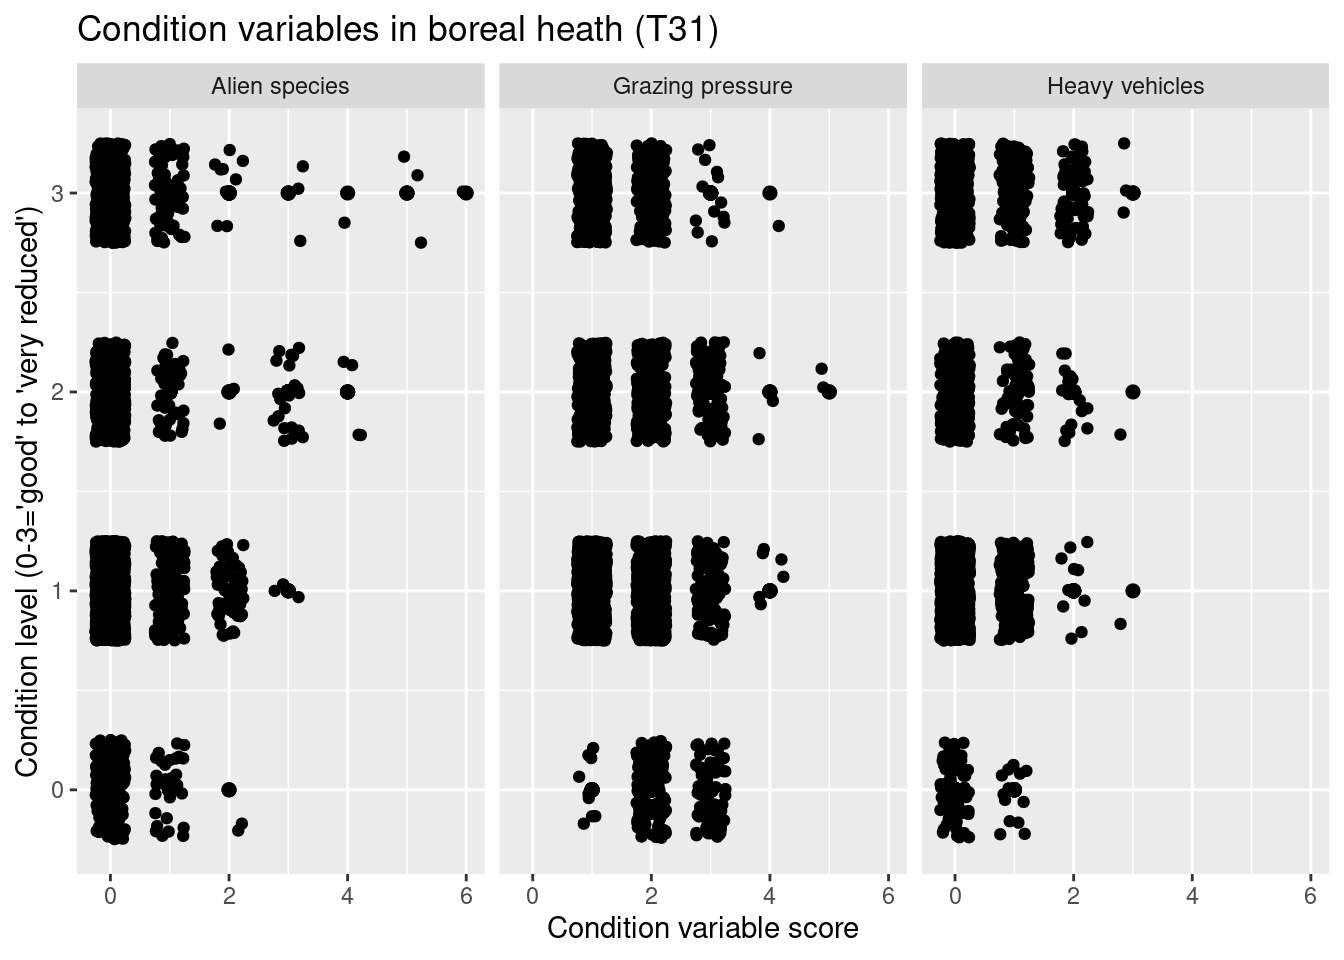 Condition variables in boreal heath (T31)
Alien species
Grazing pressure
Heavy vehicles
Condition level (0-3='good' to 'very reduced')
3
2
1
0
0 2 4 6
0 2 4 6
0 2 4 6
Condition variable score